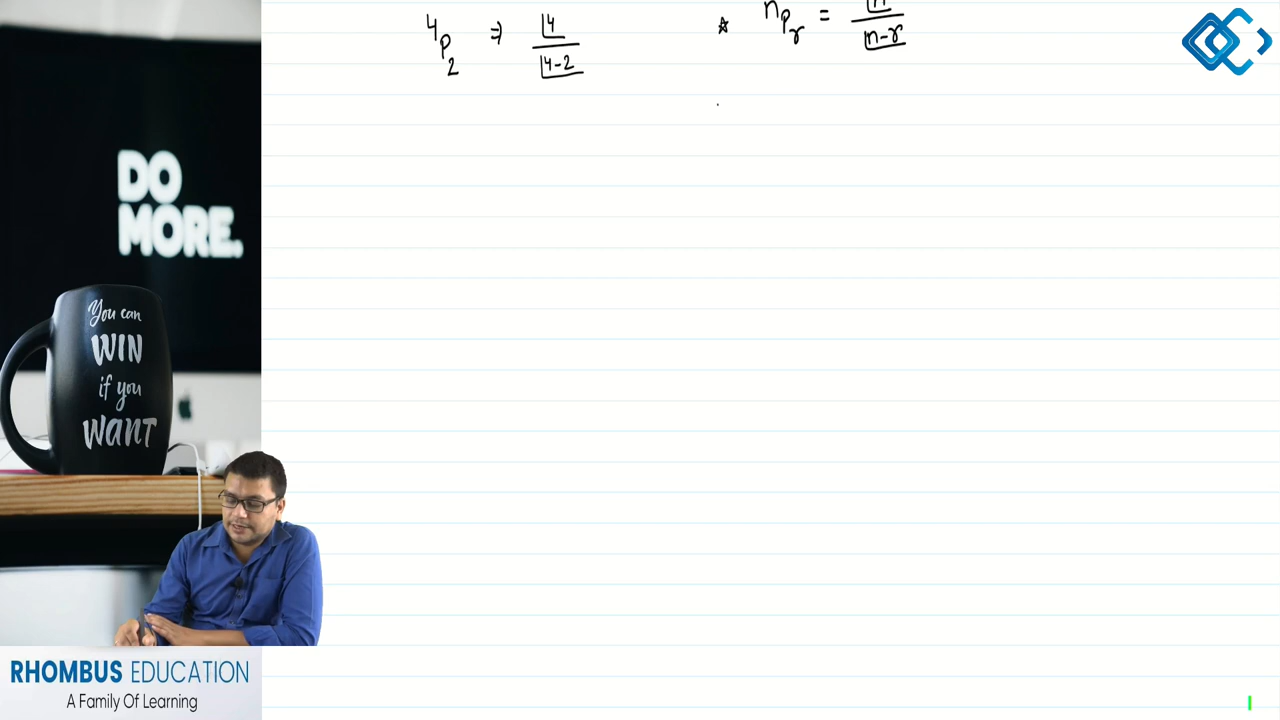 ⁴P₂ ⇒ |4 / |4-2
* ⁿPᵣ = |n / |n-r
DO
MORE.
You can
WIN
if you
WANT
RHOMBUS EDUCATION
A Family Of Learning